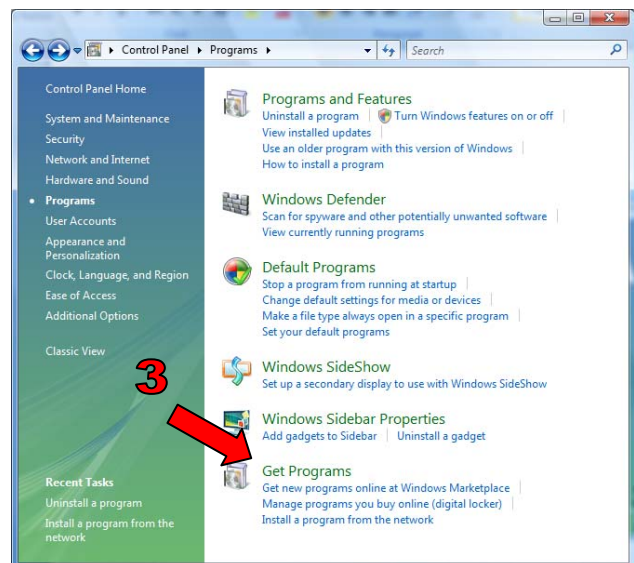 Control Panel Programs
Search
Control Panel Home
System and Maintenance
Security
Network and Internet
Hardware and Sound
Programs
User Accounts
Appearance and
Personalization
Clock, Language, and Region
Ease of Access
Additional Options
Classic View
3
Recent Tasks
Uninstall a program
Install a program from the
network
Programs and Features
Uninstall a program Turn Windows features on or off
View installed updates
Use an older program with this version of Windows
How to install a program
Windows Defender
Scan for spyware and other potentially unwanted software
View currently running programs
Default Programs
Stop a program from running at startup
Change default settings for media or devices
Make a file type always open in a specific program
Set your default programs
Windows SideShow
Set up a secondary display to use with Windows SideShow
Windows Sidebar Properties
Add gadgets to Sidebar Uninstall a gadget
Get Programs
Get new programs online at Windows Marketplace
Manage programs you buy online (digital locker)
Install a program from the network